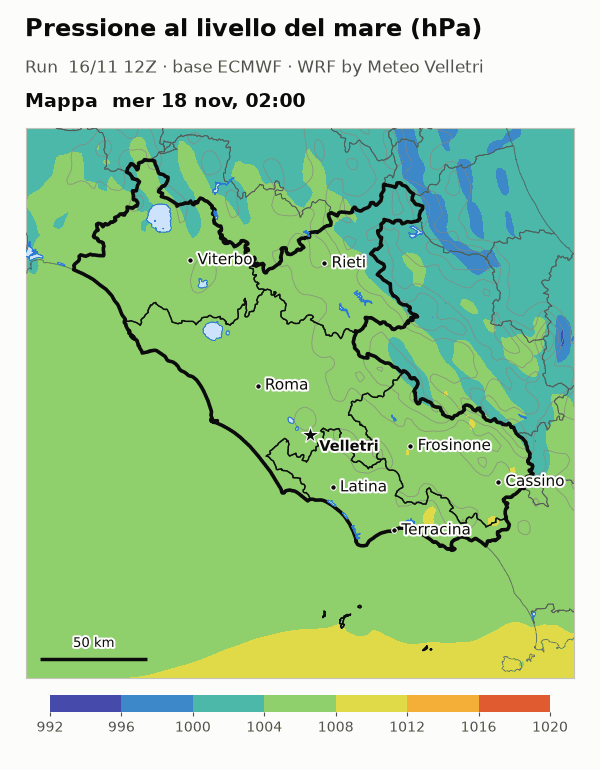 Pressione al livello del mare (hPa)
Run  16/11 12Z · base ECMWF · WRF by Meteo Velletri
Mappa  mer 18 nov, 02:00
Viterbo
Rieti
Roma
Velletri
Frosinone
Latina
Cassino
Terracina
50 km
992 996 1000 1004 1008 1012 1016 1020